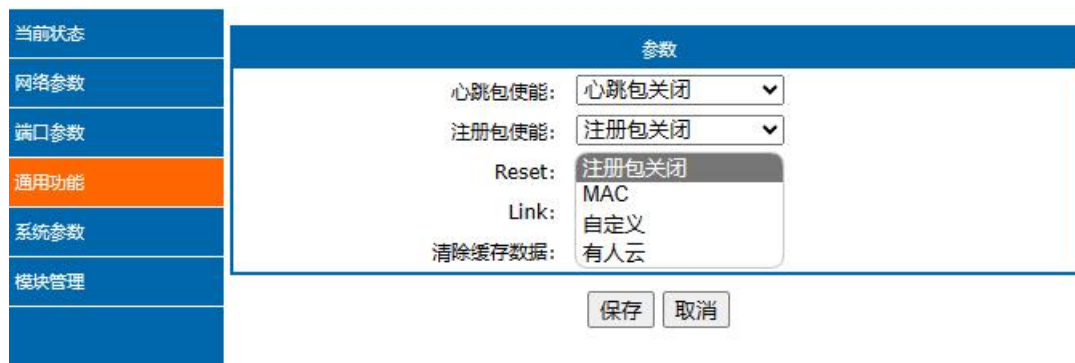 当前状态
网络参数
端口参数
通用功能
系统参数
模块管理
参数
心跳包使能: 心跳包关闭
注册包使能: 注册包关闭
Reset: 注册包关闭
MAC
Link: 自定义
清除缓存数据: 有人云
保存 取消